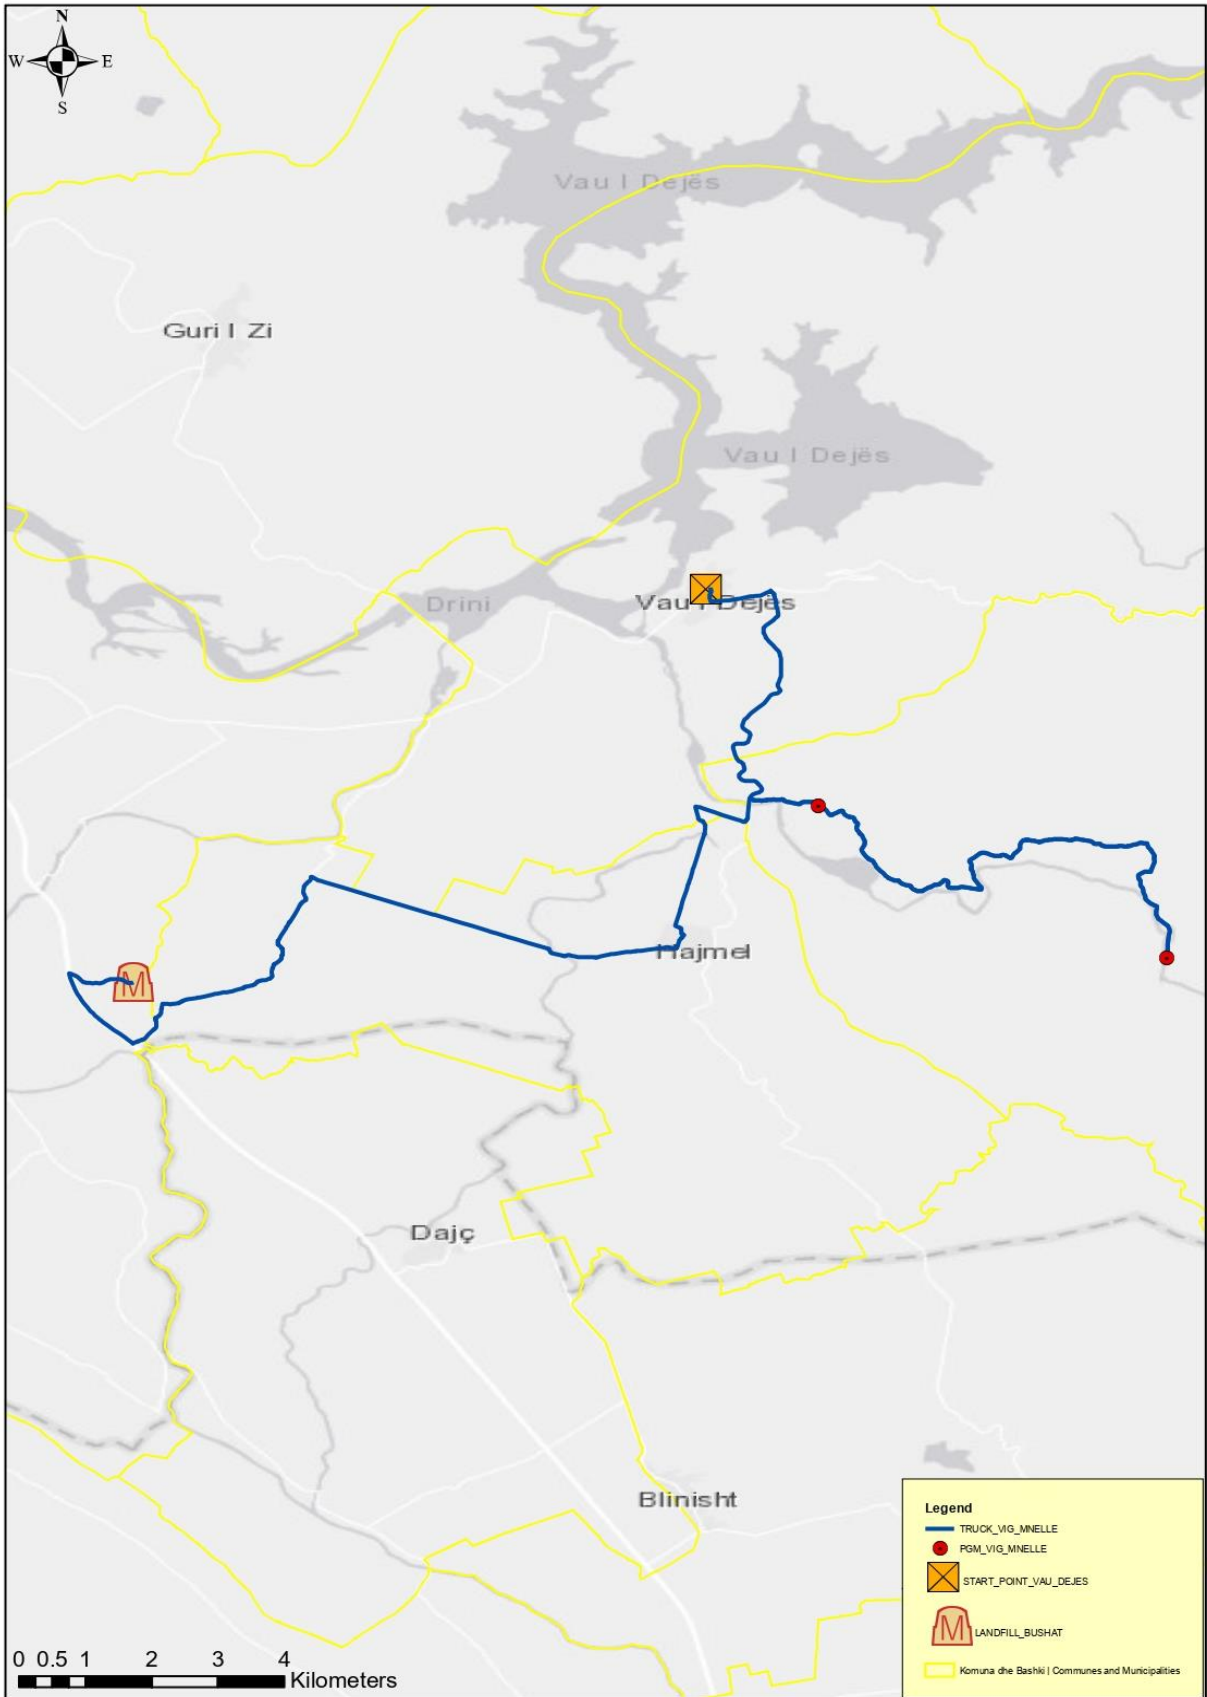 N
W E
S
Vau I Dejës
Guri I Zi
Vau I Dejës
Drini
Vau I Dejës
Hajmel
M
Dajç
Blinisht
Legend
TRUCK_VIG_MNELLE
PGM_VIG_MNELLE
START_POINT_VAU_DEJES
M LANDFILL_BUSHAT
Komuna dhe Bashki | Communes and Municipalities
0 0.5 1 2 3 4
Kilometers